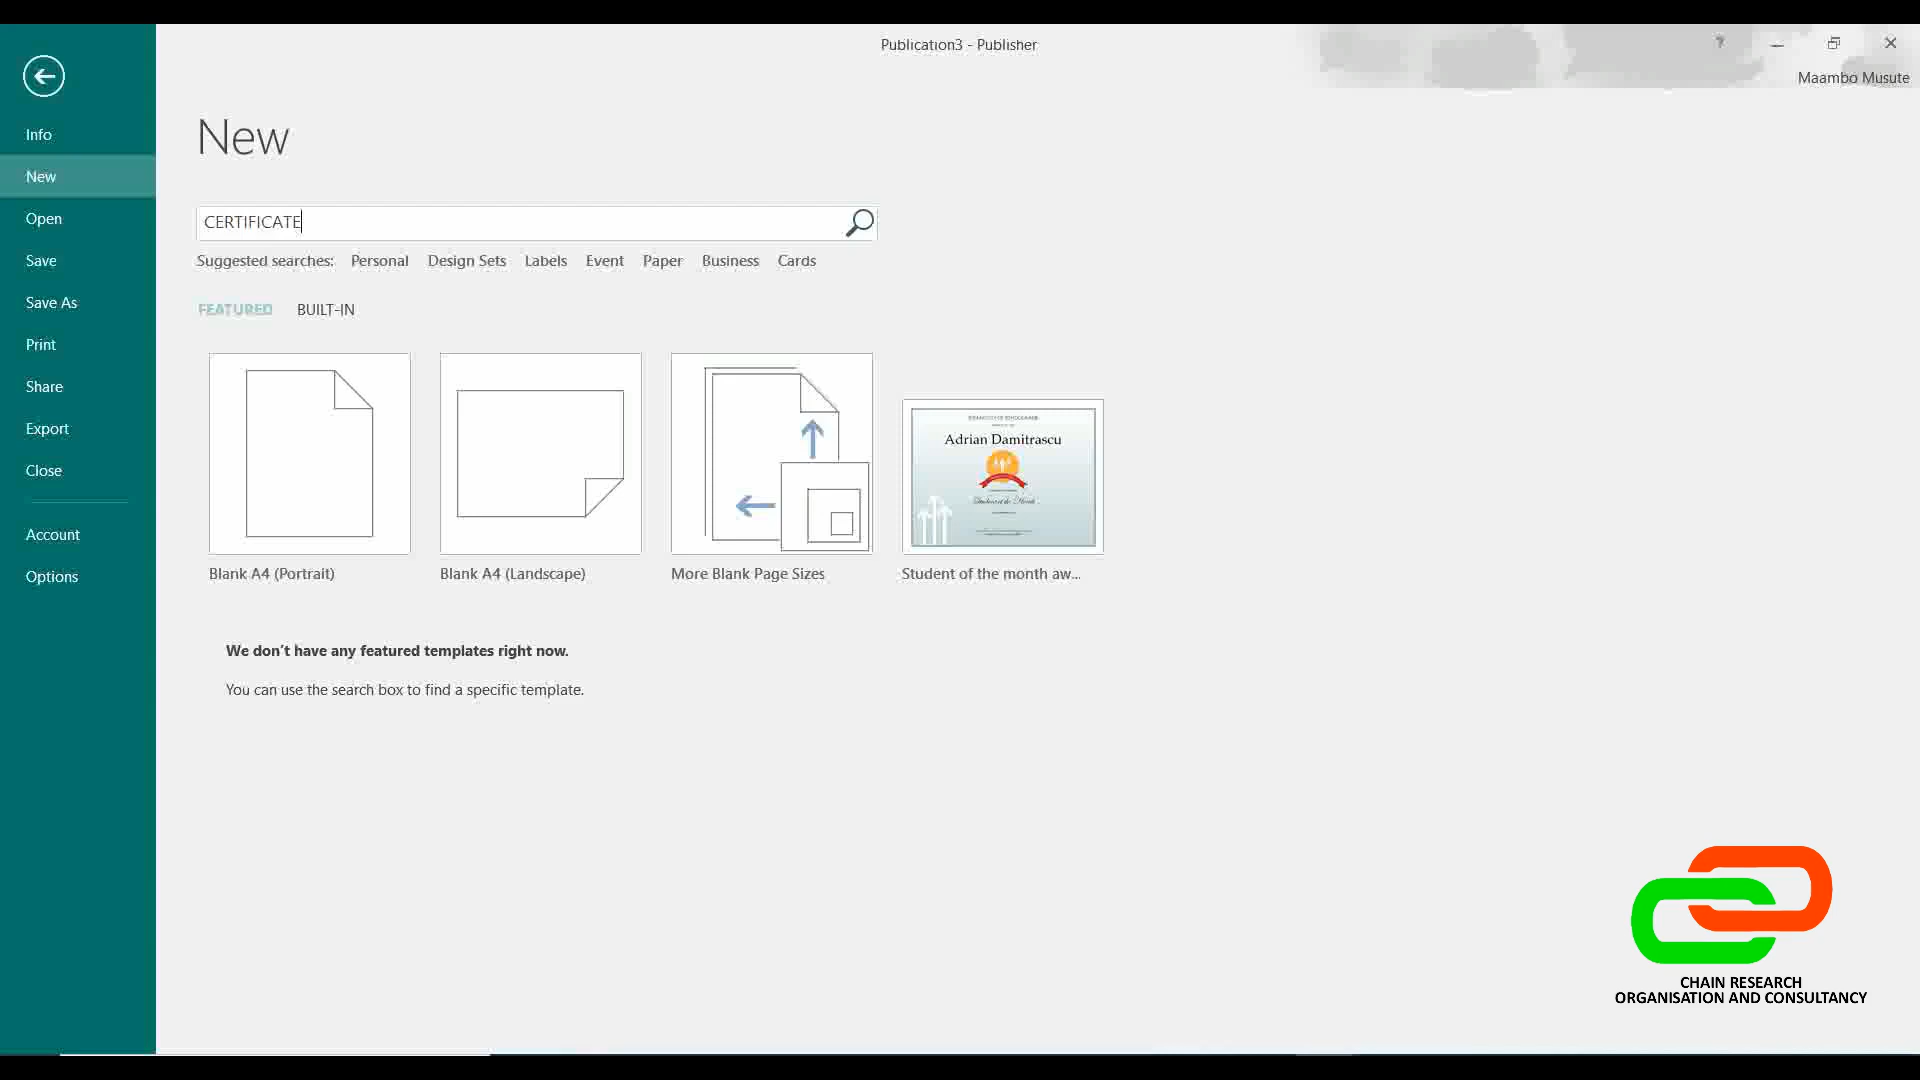 Publication3 - Publisher
?
Maambo Musute
Info
New
Open
Save
Save As
Print
Share
Export
Close
Account
Options
New
CERTIFICATE
Suggested searches: Personal Design Sets Labels Event Paper Business Cards
FEATURED BUILT-IN
Adrian Damitrascu
Blank A4 (Portrait)
Blank A4 (Landscape)
More Blank Page Sizes
Student of the month aw...
We don't have any featured templates right now.
You can use the search box to find a specific template.
CHAIN RESEARCH
ORGANISATION AND CONSULTANCY